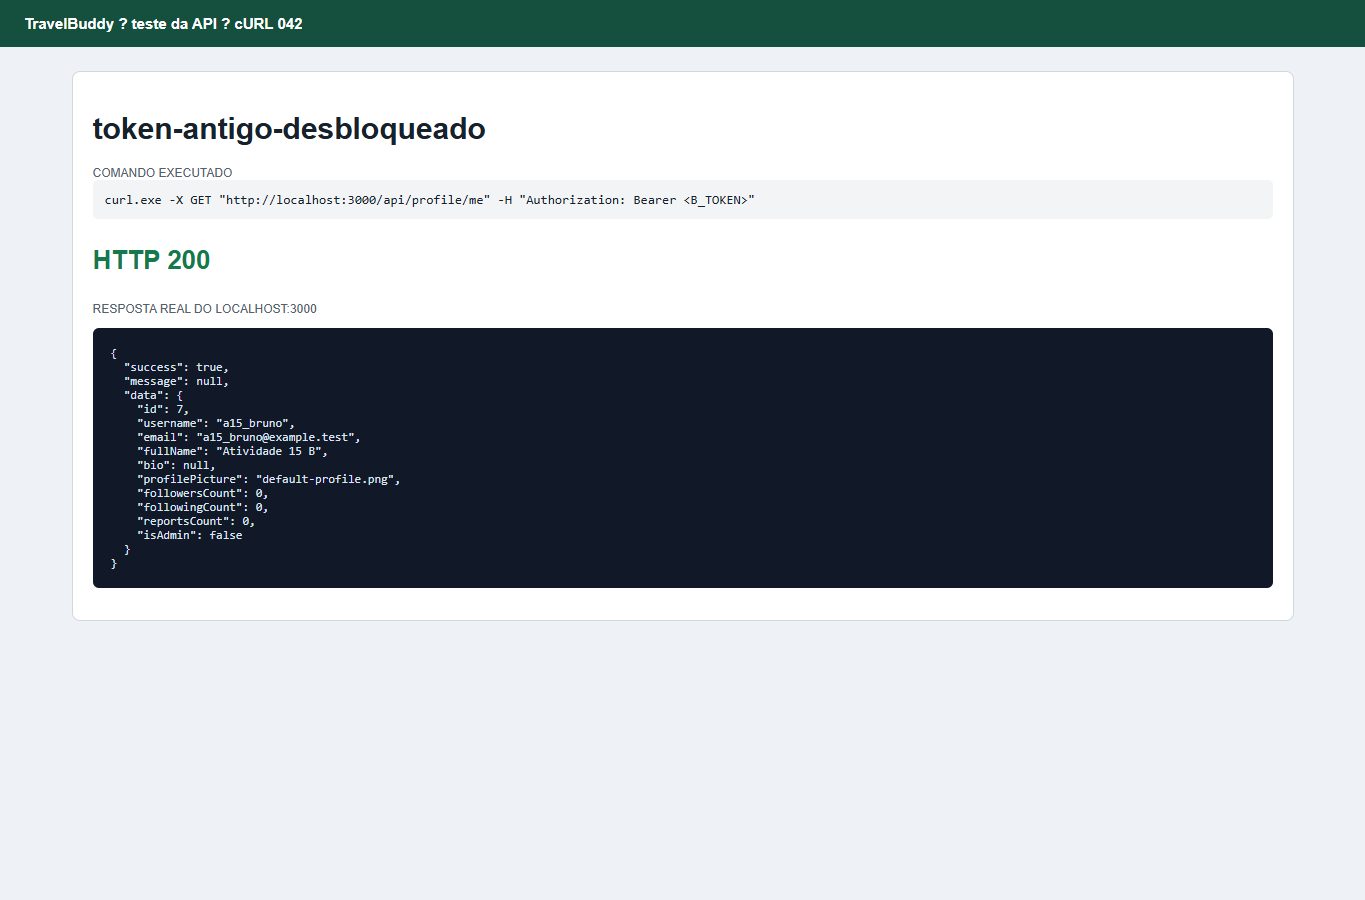 TravelBuddy ? teste da API ? cURL 042
token-antigo-desbloqueado
COMANDO EXECUTADO
curl.exe -X GET "http://localhost:3000/api/profile/me" -H "Authorization: Bearer <B_TOKEN>"
HTTP 200
RESPOSTA REAL DO LOCALHOST:3000
{
  "success": true,
  "message": null,
  "data": {
    "id": 7,
    "username": "a15_bruno",
    "email": "a15_bruno@example.test",
    "fullName": "Atividade 15 B",
    "bio": null,
    "profilePicture": "default-profile.png",
    "followersCount": 0,
    "followingCount": 0,
    "reportsCount": 0,
    "isAdmin": false
  }
}